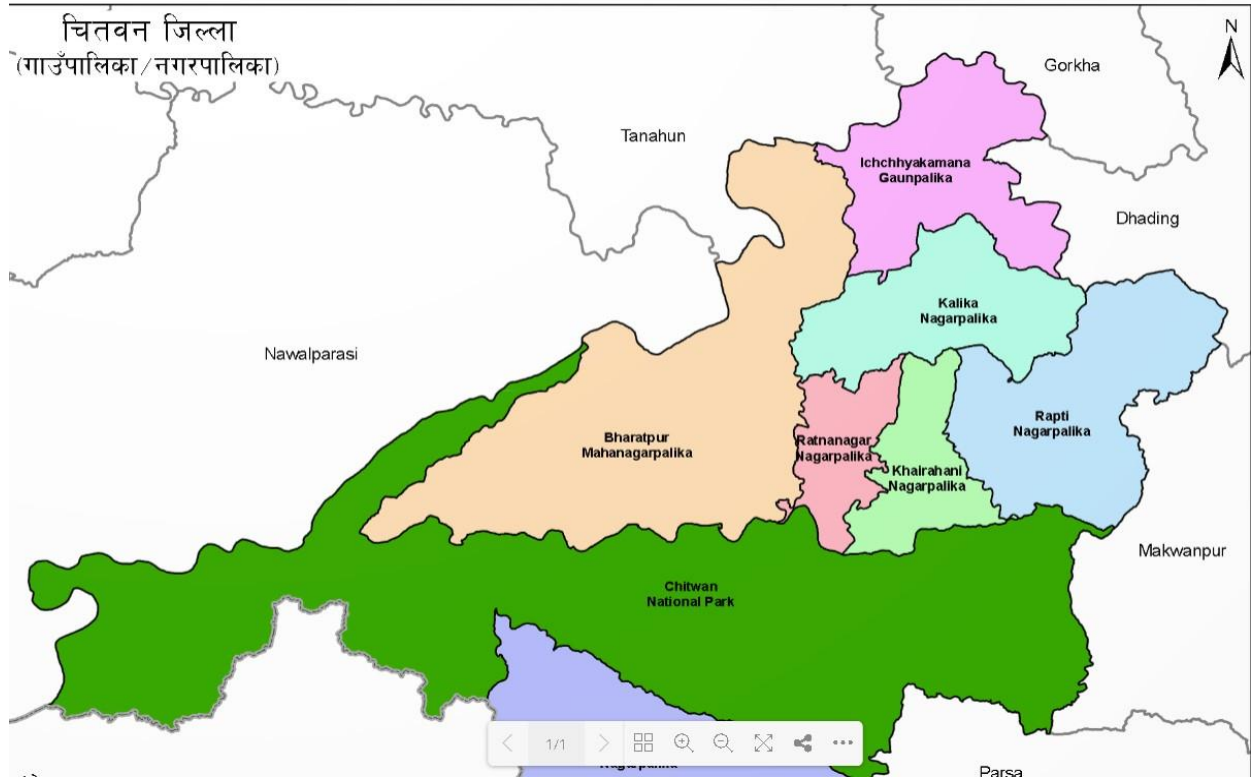 चितवन जिल्ला
(गाउँपालिका/नगरपालिका)
N
Gorkha
Tanahun
Ichchhyakamana
Gaunpalika
Dhading
Kalika
Nagarpalika
Nawalparasi
Rapti
Nagarpalika
Bharatpur
Mahanagarpalika
Ratnanagar
Nagarpalika
Khairahani
Nagarpalika
Makwanpur
Chitwan
National Park
1/1
Nagarpalika
Parsa